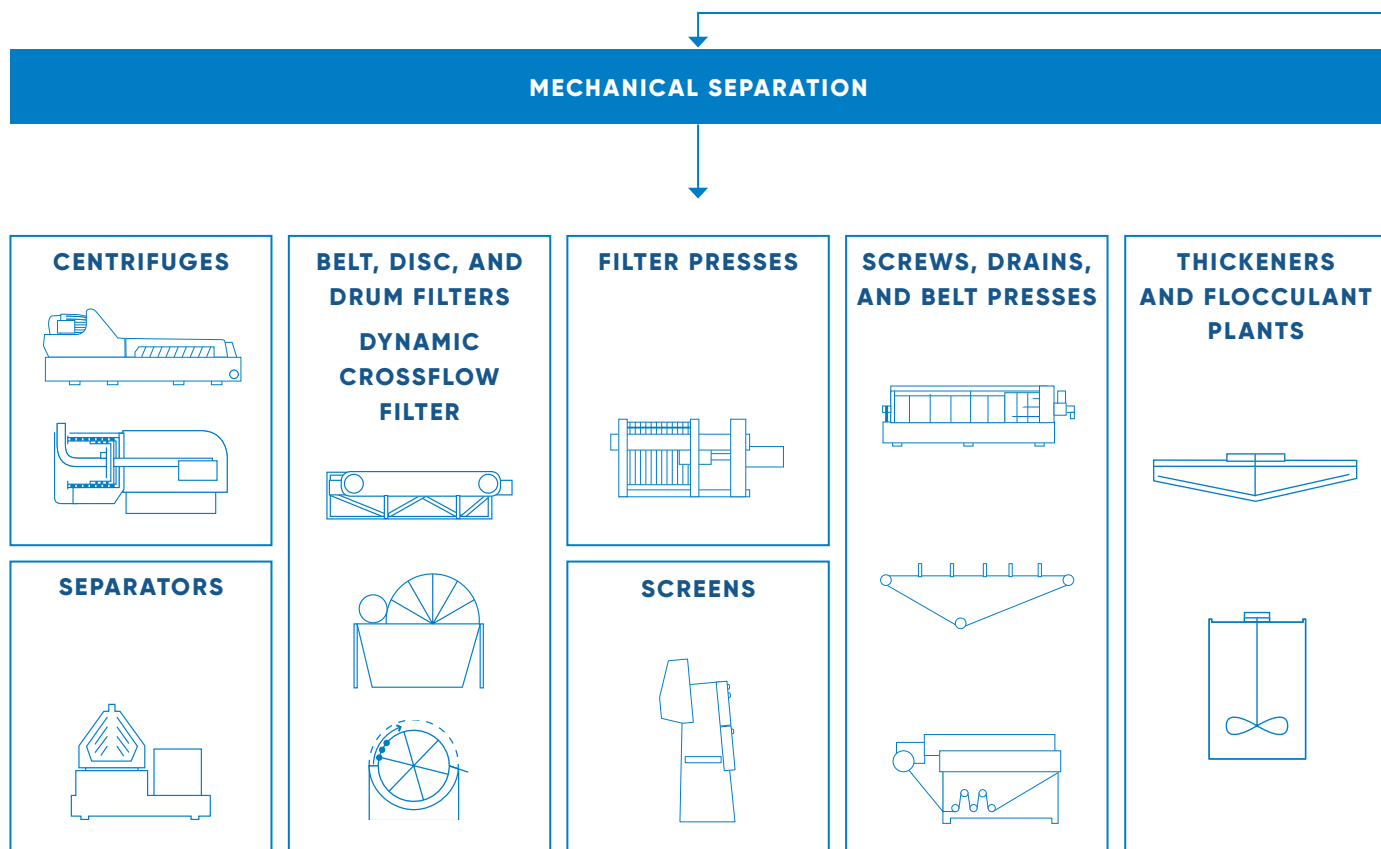 MECHANICAL SEPARATION
CENTRIFUGES
BELT, DISC, AND
DRUM FILTERS
DYNAMIC
CROSSFLOW
FILTER
FILTER PRESSES
SCREWS, DRAINS,
AND BELT PRESSES
THICKENERS
AND FLOCCULANT
PLANTS
SEPARATORS
SCREENS